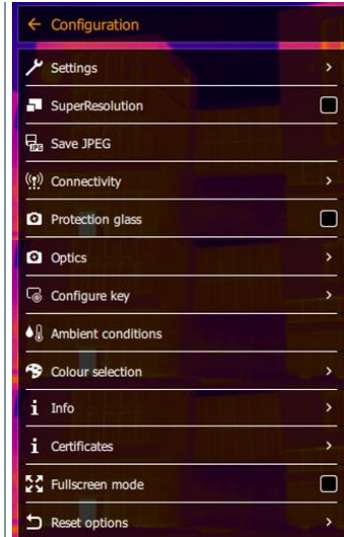 Configuration
Settings
SuperResolution
JPG
Save JPEG
Connectivity
Protection glass
Optics
Configure key
Ambient conditions
Colour selection
Info
Certificates
Fullscreen mode
Reset options